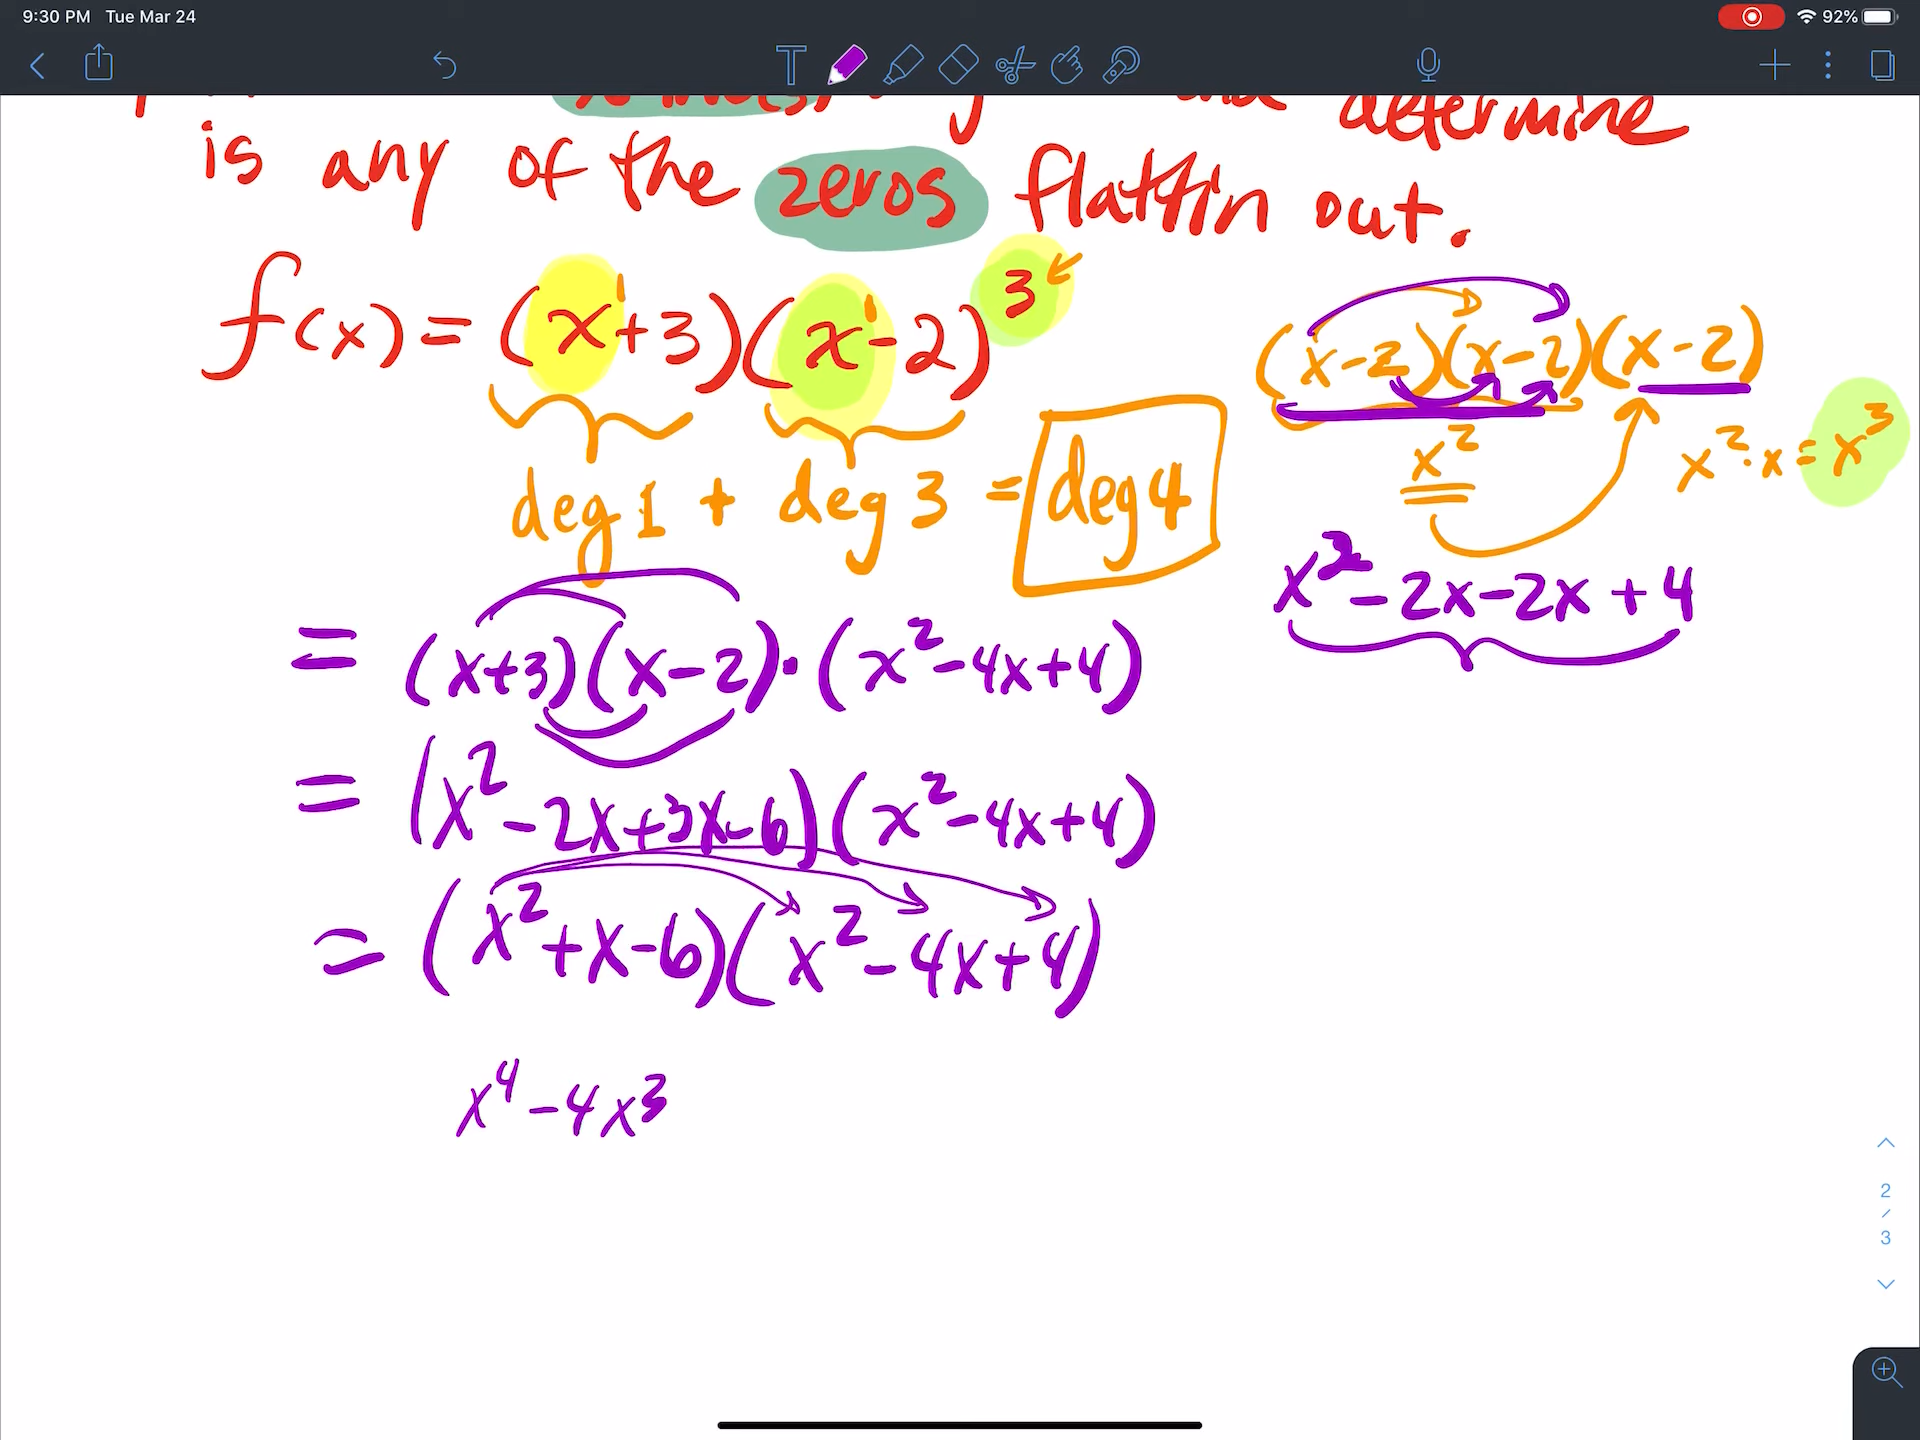 9:30 PM Tue Mar 24
92%
T
determine
is any of the zeros flattin out.
f(x) = (x¹+3)(x¹-2)³
(x-2)(x-2)(x-2)
x²
x²·x = x³
deg 1 + deg 3 = deg 4
x²-2x-2x+4
= (x+3)(x-2)·(x²-4x+4)
= (x²-2x+3x-6)(x²-4x+4)
= (x²+x-6)(x²-4x+4)
x⁴-4x³
2
/
3